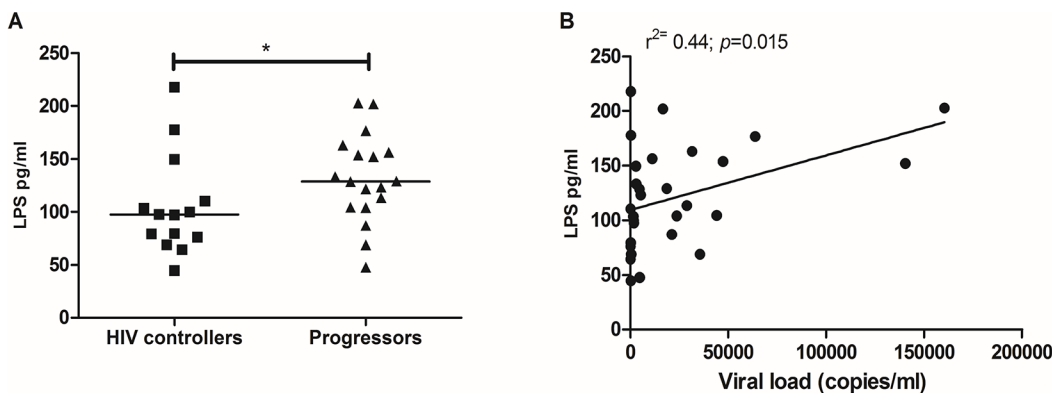 A
250
200
150
100
50
0
LPS pg/ml
*
HIV controllers
Progressors
B
r²⁼ 0.44; p=0.015
250
200
150
100
50
0
LPS pg/ml
0
50000
100000
150000
200000
Viral load (copies/ml)